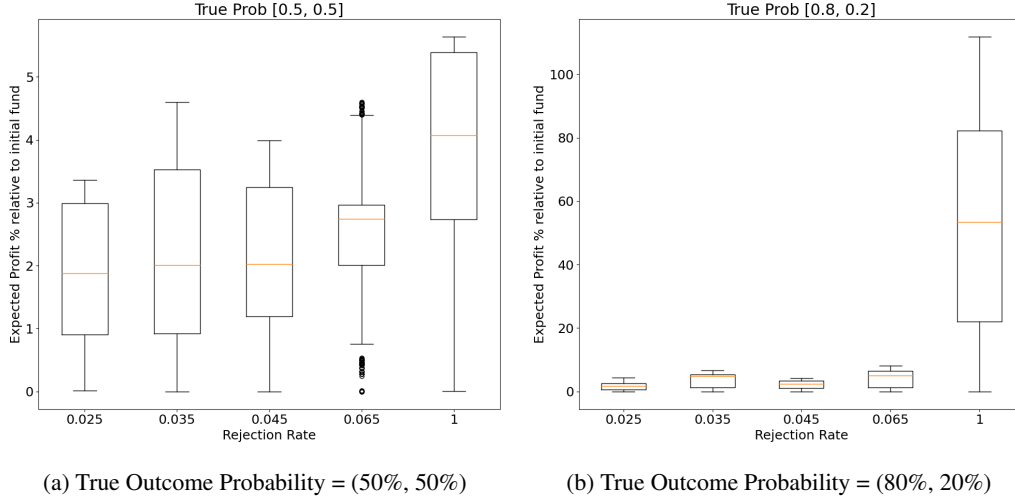 True Prob [0.5, 0.5]
Expected Profit % relative to initial fund
5
4
3
2
1
0
0.025 0.035 0.045 0.065 1
Rejection Rate
(a) True Outcome Probability = (50%, 50%)
True Prob [0.8, 0.2]
Expected Profit % relative to initial fund
100
80
60
40
20
0
0.025 0.035 0.045 0.065 1
Rejection Rate
(b) True Outcome Probability = (80%, 20%)